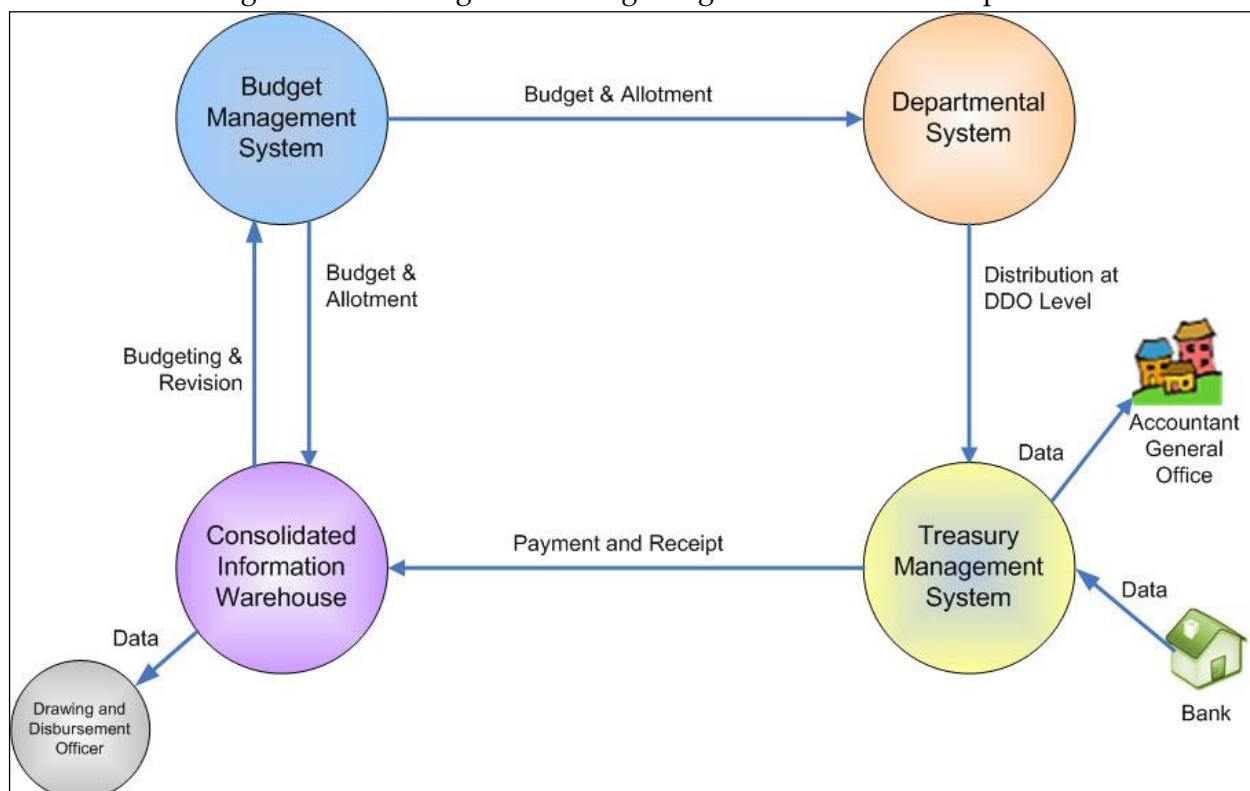 Budget
Management
System
Budget & Allotment
Departmental
System
Budget &
Allotment
Distribution at
DDO Level
Budgeting &
Revision
Accountant
General
Office
Data
Consolidated
Information
Warehouse
Payment and Receipt
Treasury
Management
System
Data
Data
Drawing and
Disbursement
Officer
Bank